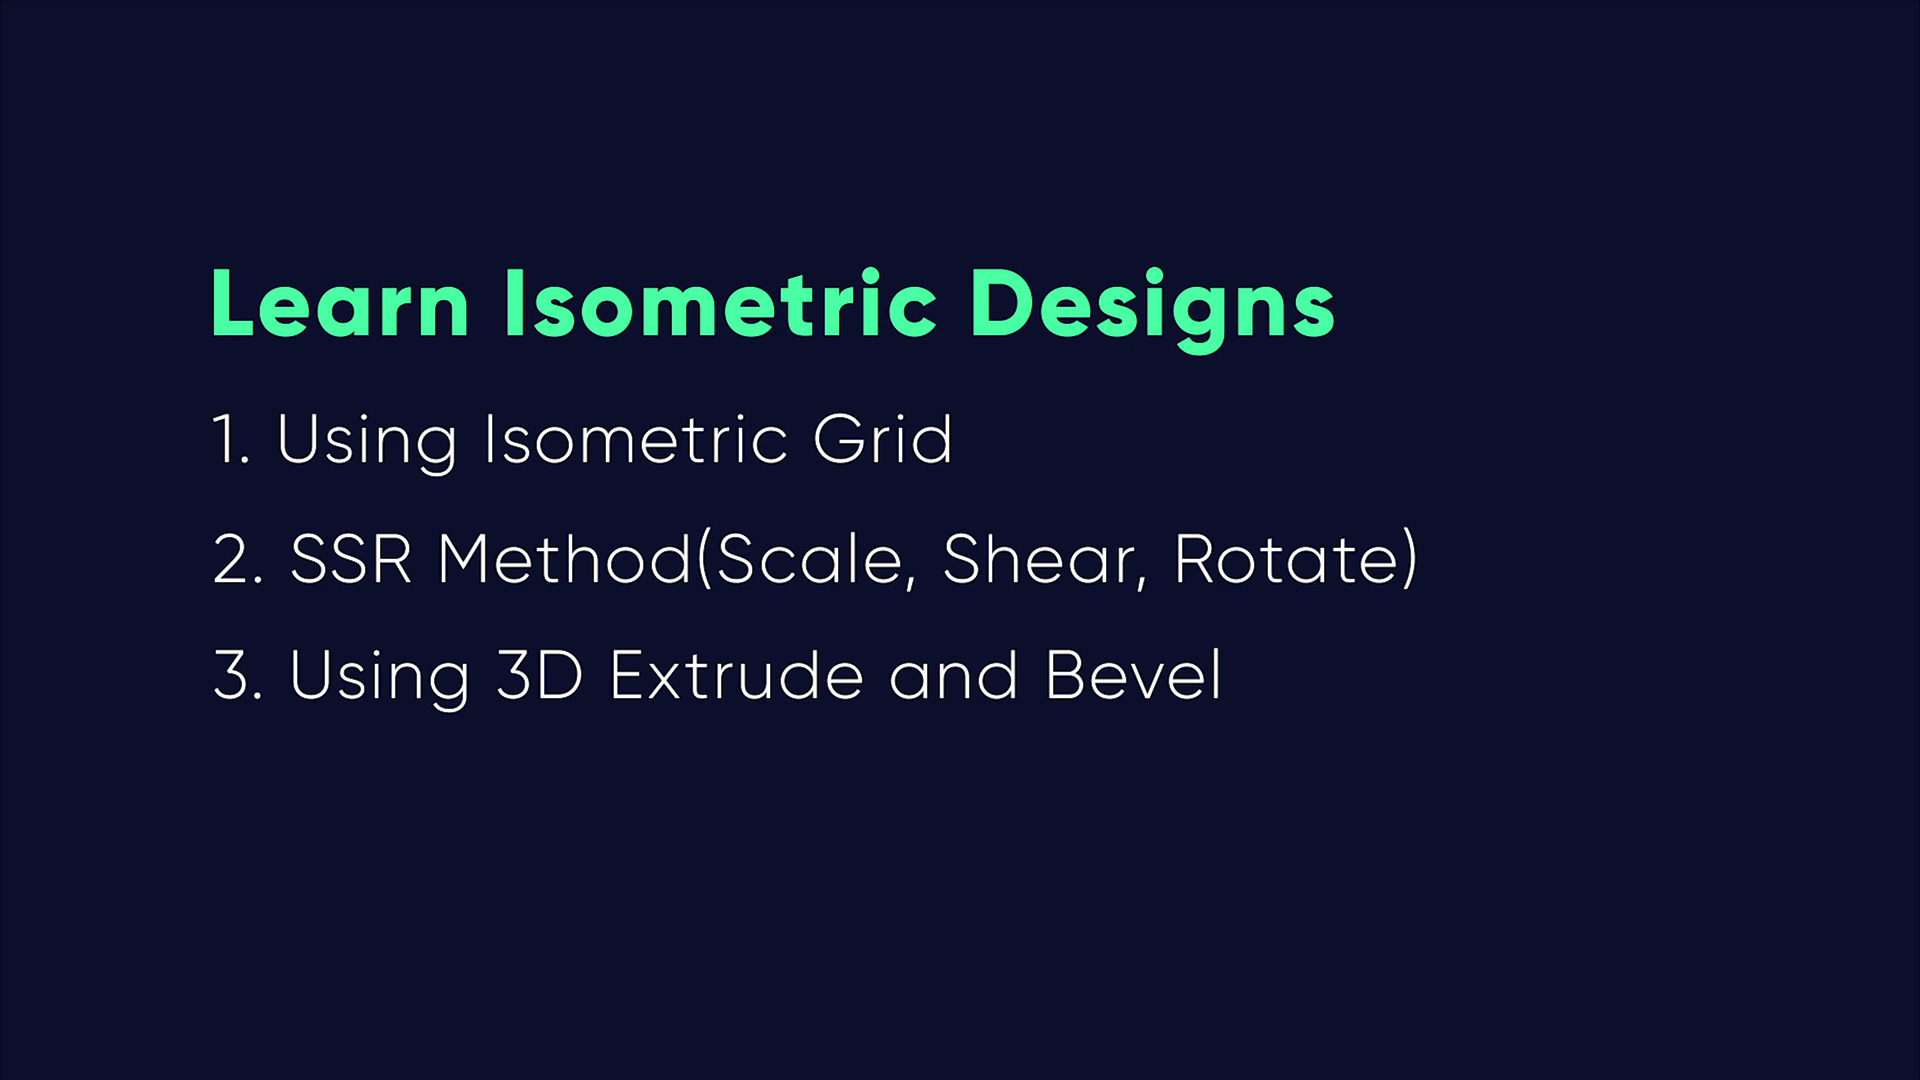 Learn Isometric Designs
1. Using Isometric Grid
2. SSR Method(Scale, Shear, Rotate)
3. Using 3D Extrude and Bevel